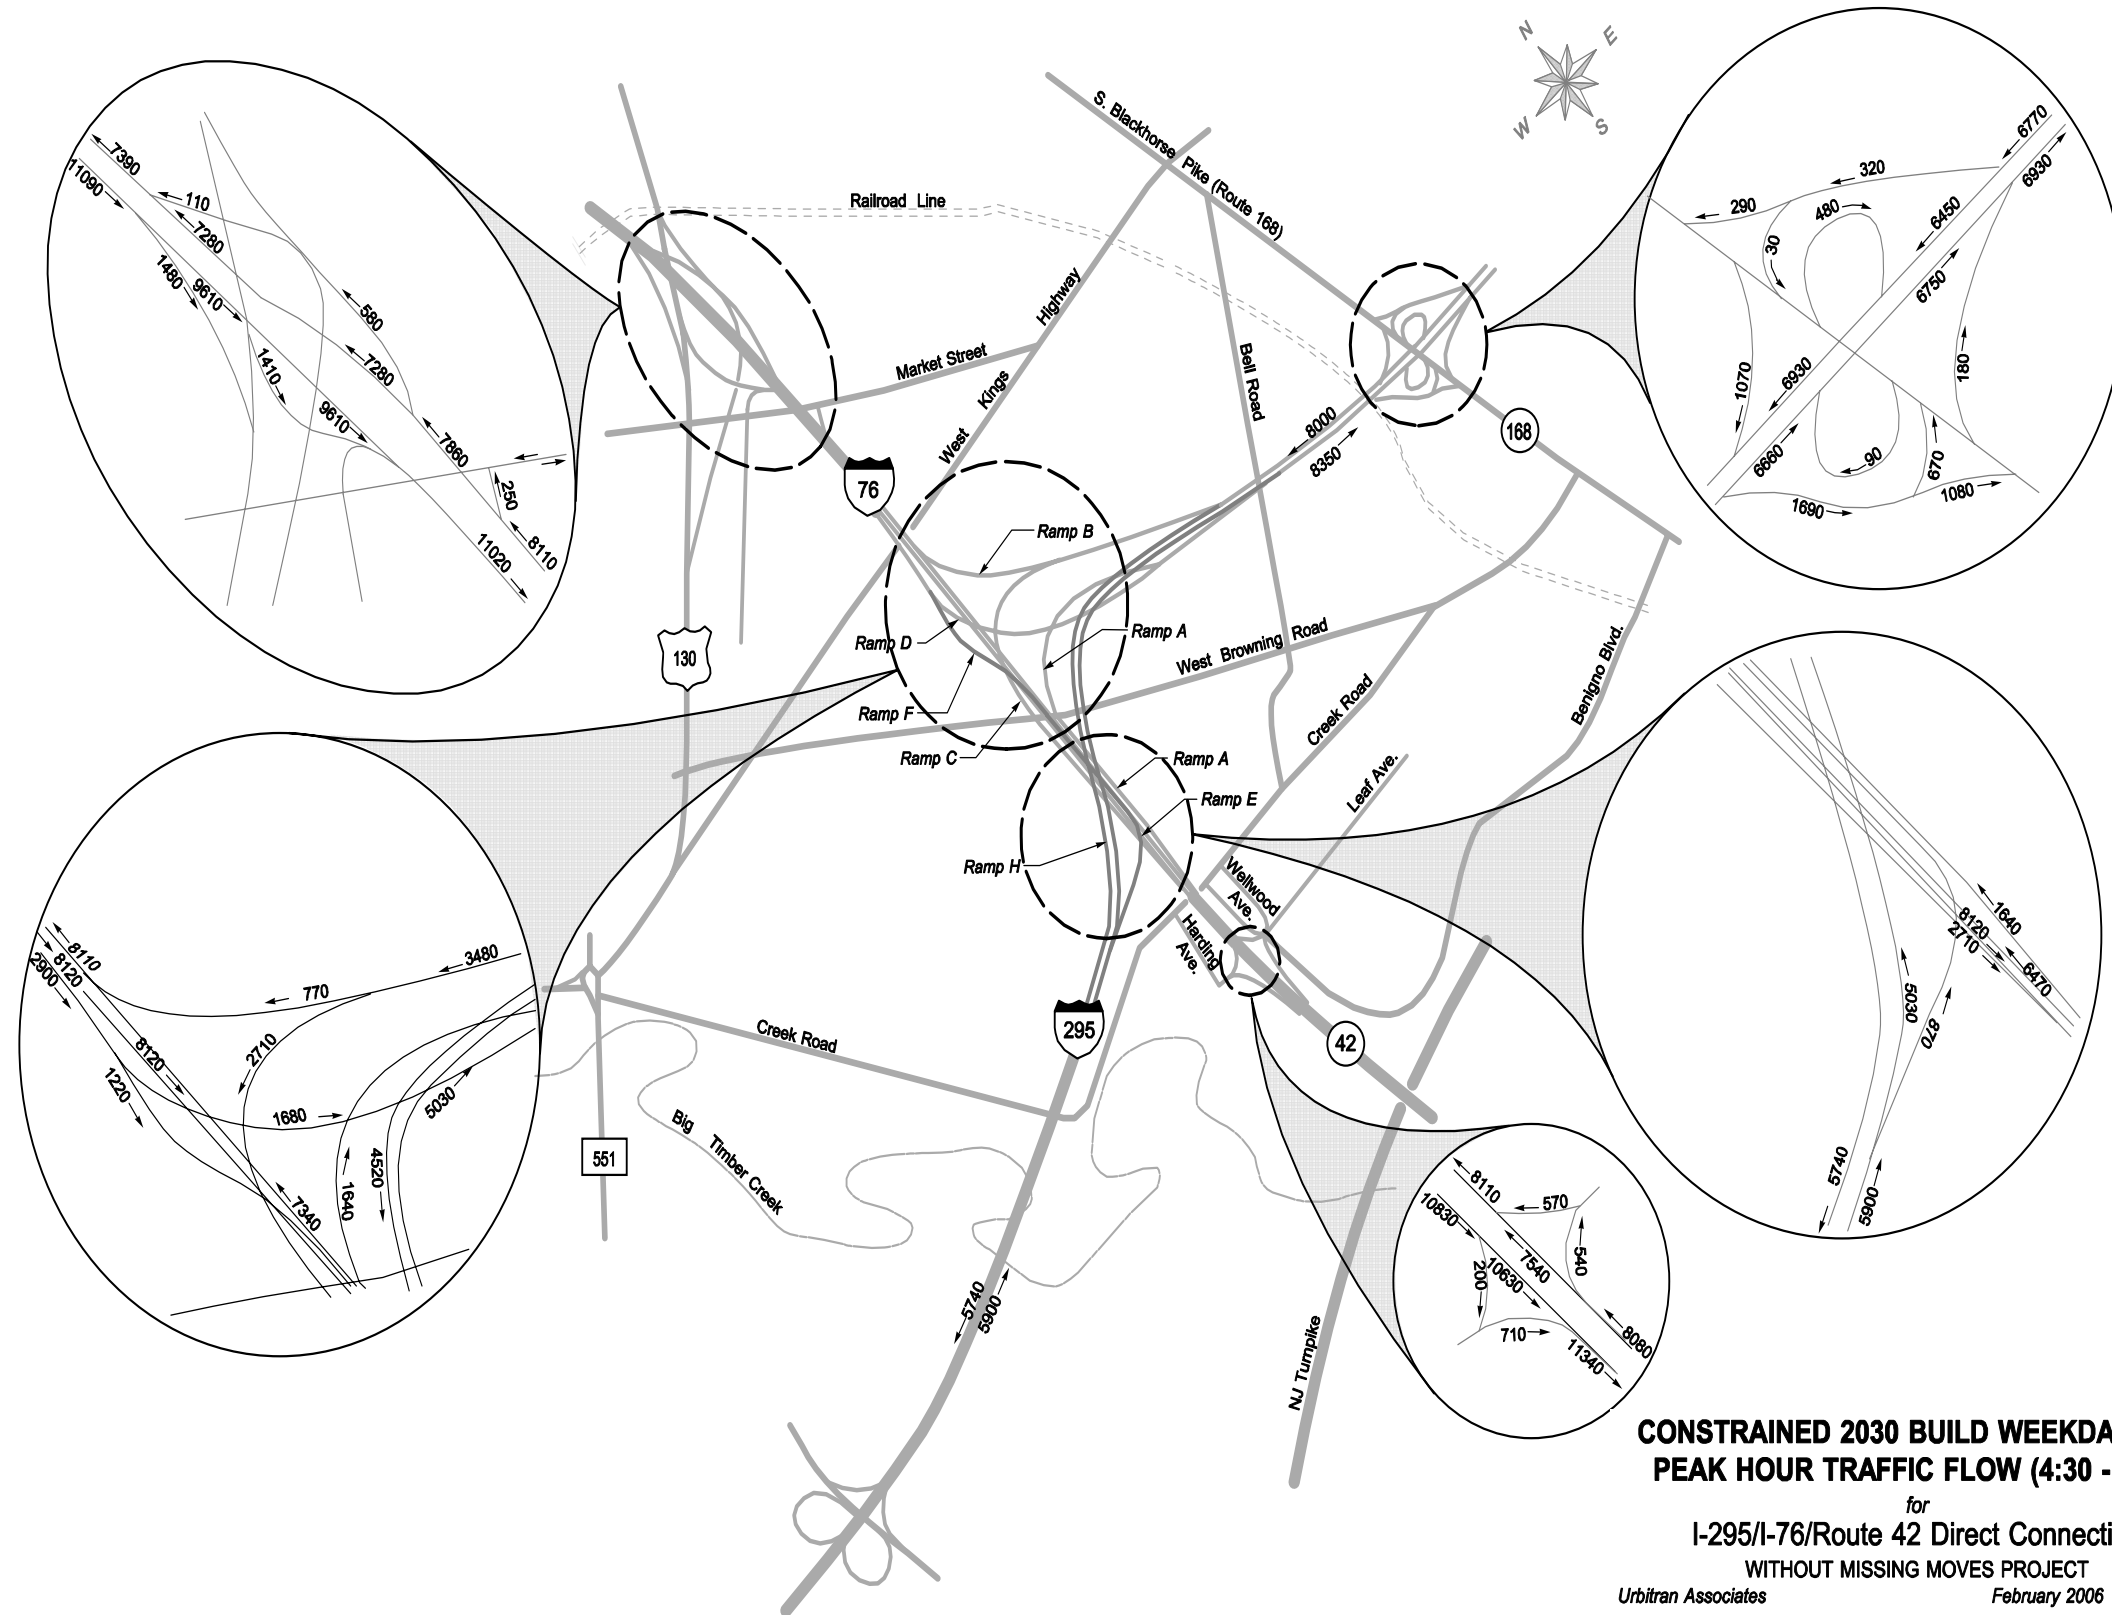 N
E
W
S
S. Blackhorse Pike (Route 168)
Railroad Line
West Kings Highway
Market Street
Bell Road
8000
8350
168
76
Ramp B
Ramp A
Ramp D
Ramp F
Ramp C
West Browning Road
Creek Road
Benigno Blvd.
Leaf Ave.
130
Ramp A
Ramp E
Ramp H
Wellwood
Ave.
Harding
Ave.
295
42
Creek Road
551
Big Timber Creek
NJ Turnpike
5740
5900
7390
11090
110
7280
1480
9610
580
1410
7280
9610
7860
250
11020
8110
6770
6930
320
290
480
30
6450
6750
1070
6930
6660
180
90
670
1690
1080
8110
8120
2900
3480
770
2710
8120
1220
1680
5030
4520
1640
7340
1640
8120
2710
6470
5030
870
5740
5900
8110
10830
570
7540
540
200
10630
710
8080
11340
CONSTRAINED 2030 BUILD WEEKDA
PEAK HOUR TRAFFIC FLOW (4:30 -
for
I-295/I-76/Route 42 Direct Connecti
WITHOUT MISSING MOVES PROJECT
Urbitran Associates February 2006